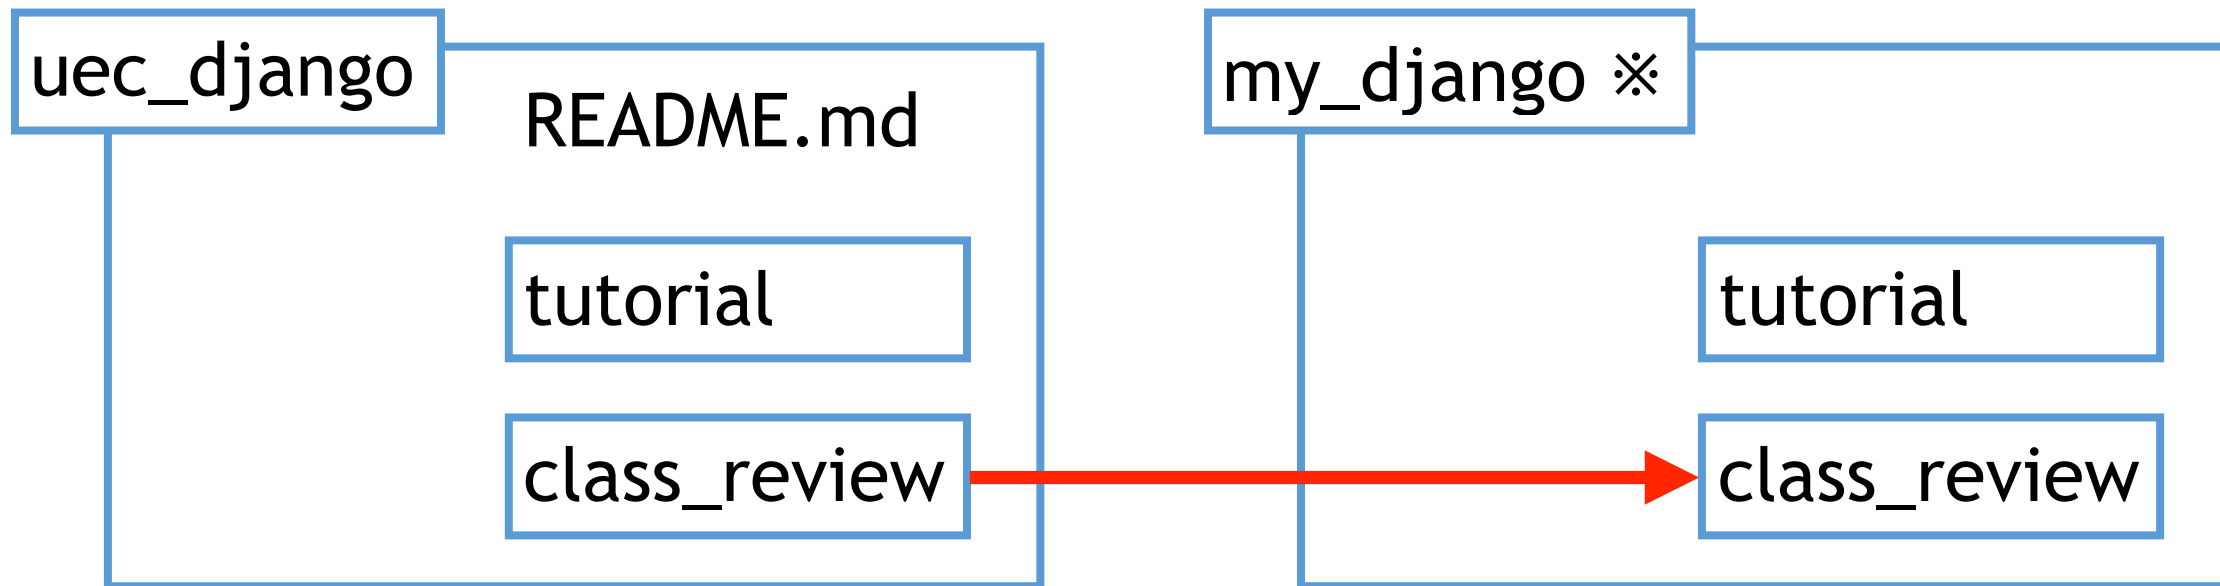 uec_django
README.md
tutorial
class_review
my_django ※
tutorial
class_review